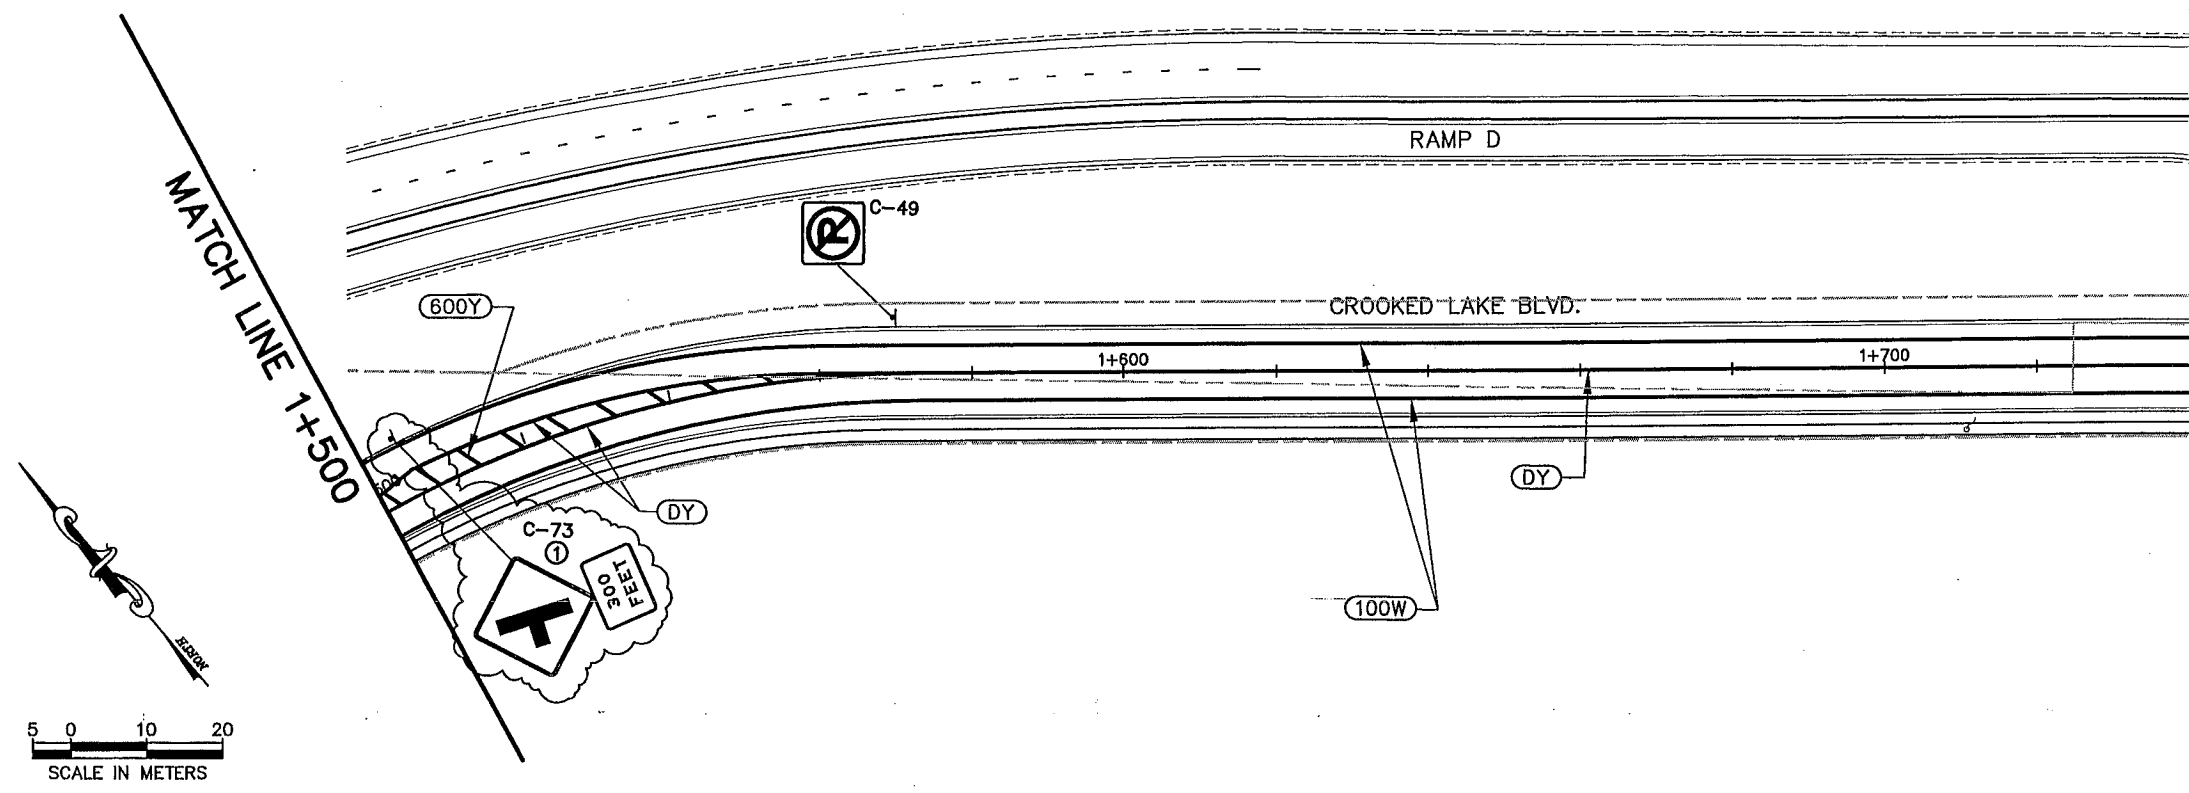 RAMP D
C-49
R
600Y
CROOKED LAKE BLVD.
1+600
1+700
MATCH LINE 1+500
DY
DY
C-73
1
300
FEET
100W
NORTH
5 0 10 20
SCALE IN METERS